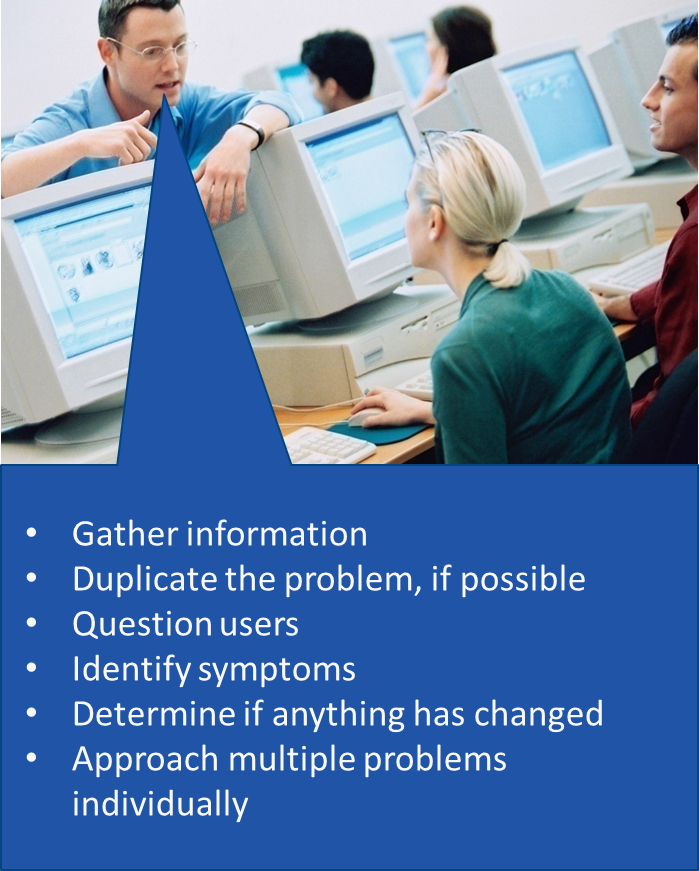 • Gather information
• Duplicate the problem, if possible
• Question users
• Identify symptoms
• Determine if anything has changed
• Approach multiple problems
individually